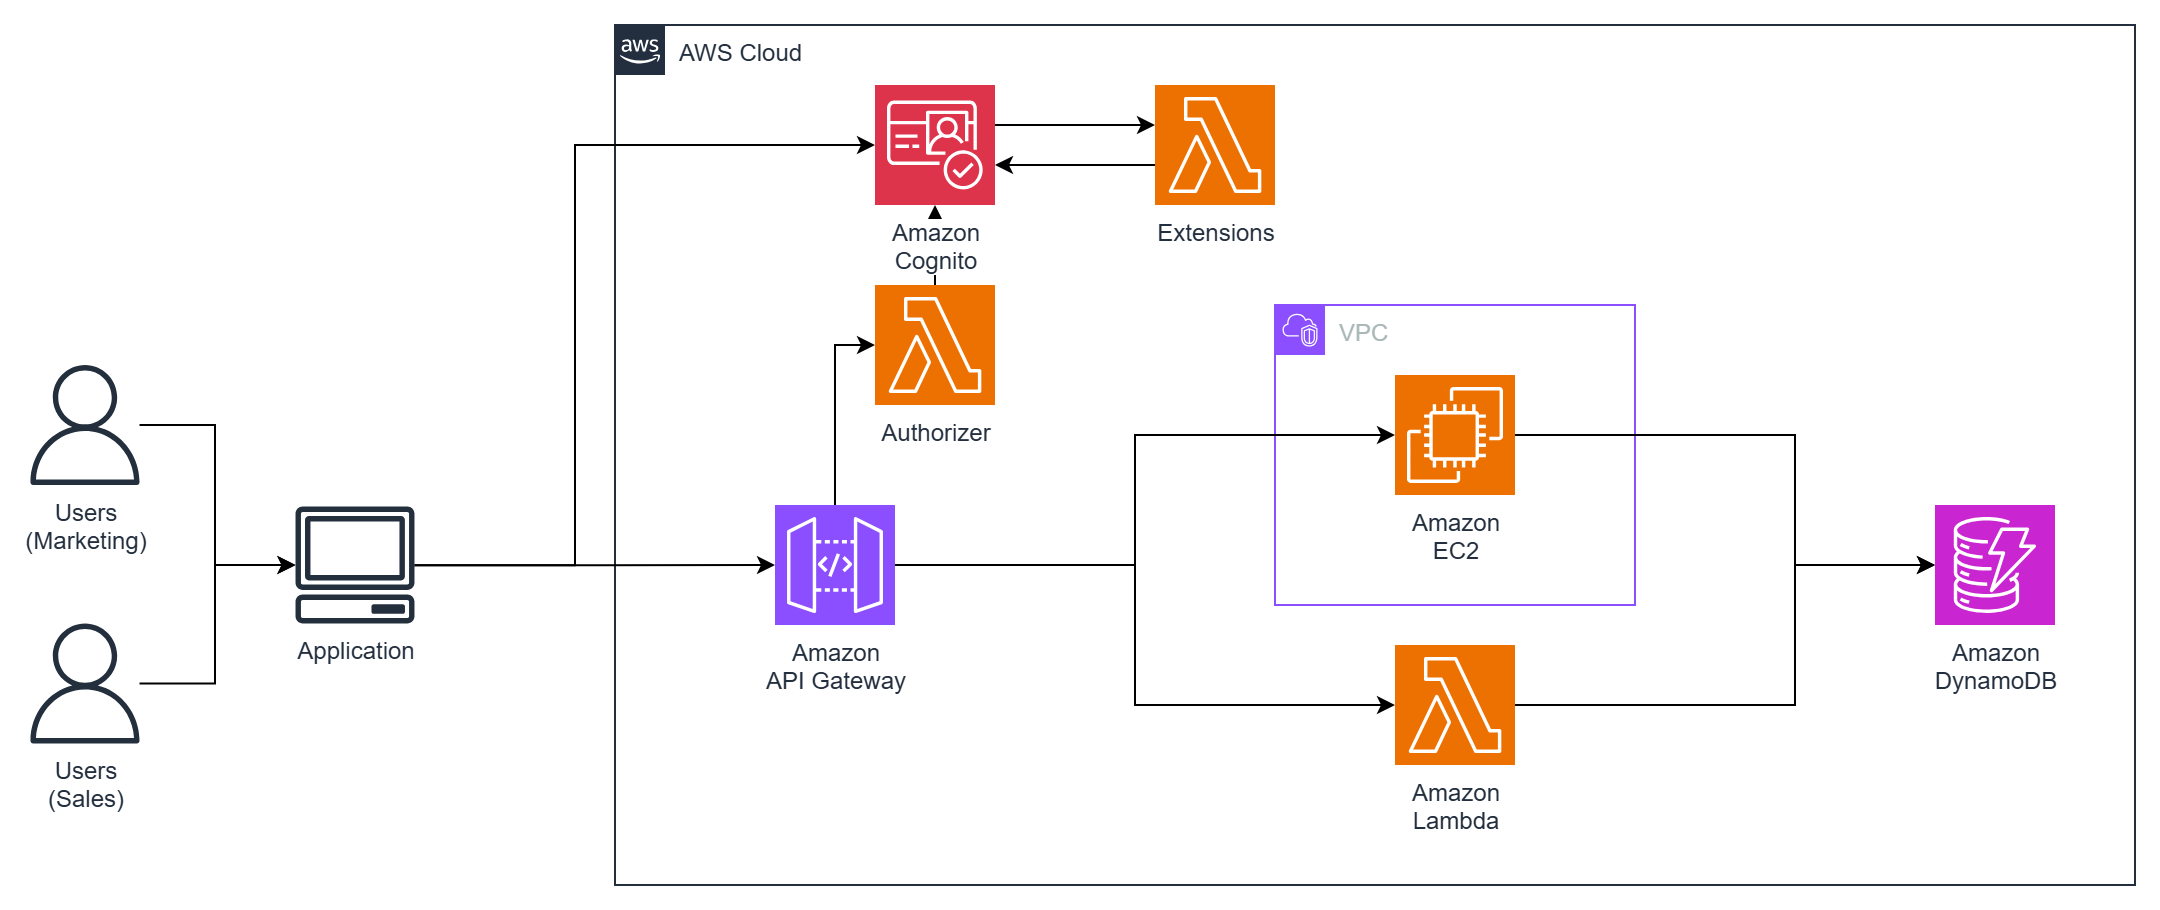 aws
AWS Cloud
Amazon
Cognito
Extensions
Authorizer
VPC
Users
(Marketing)
Amazon
EC2
Application
Amazon
API Gateway
Amazon
DynamoDB
Users
(Sales)
Amazon
Lambda